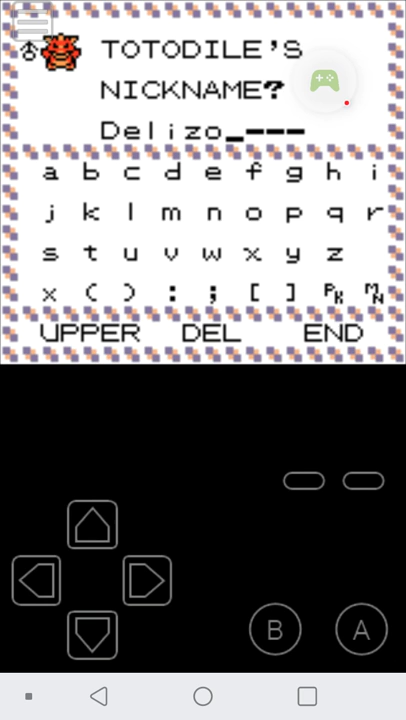 TOTODILE'S
NICKNAME?
Delizo_---
a b c d e f g h i
j k l m n o p q r
s t u v w x y z
× ( ) : ; [ ] PK MN
UPPER DEL END
B A